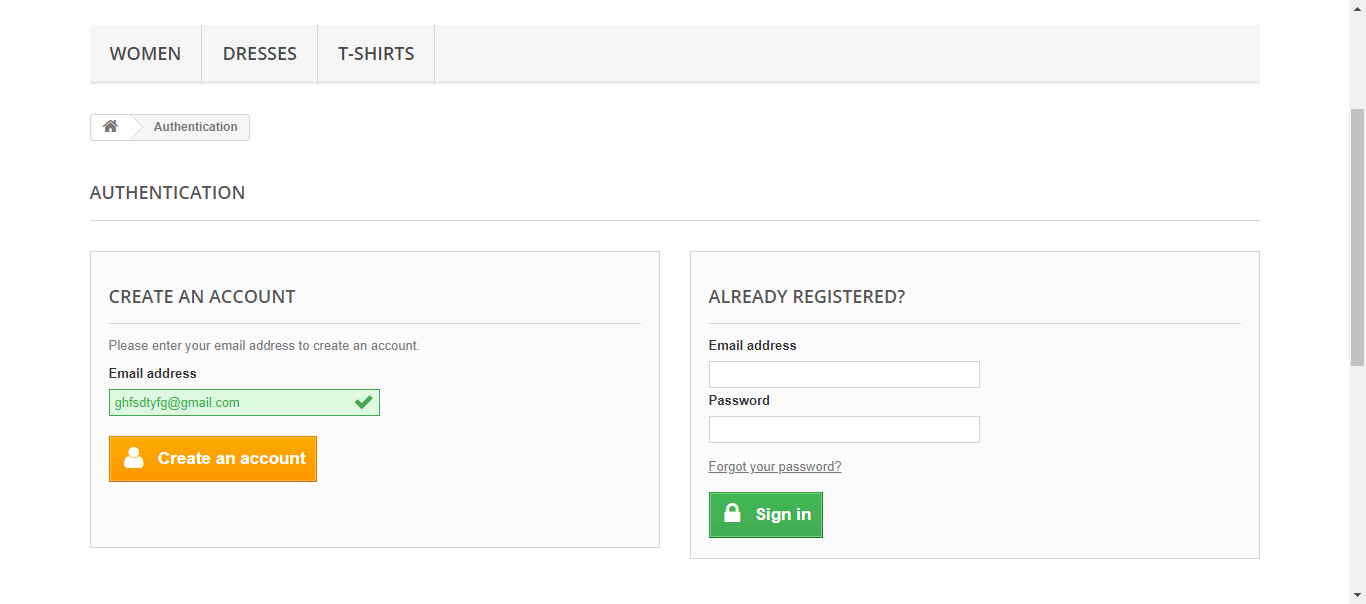 WOMEN DRESSES T-SHIRTS
Authentication
AUTHENTICATION
CREATE AN ACCOUNT
Please enter your email address to create an account.
Email address
ghfsdtyfg@gmail.com
Create an account
ALREADY REGISTERED?
Email address
Password
Forgot your password?
Sign in